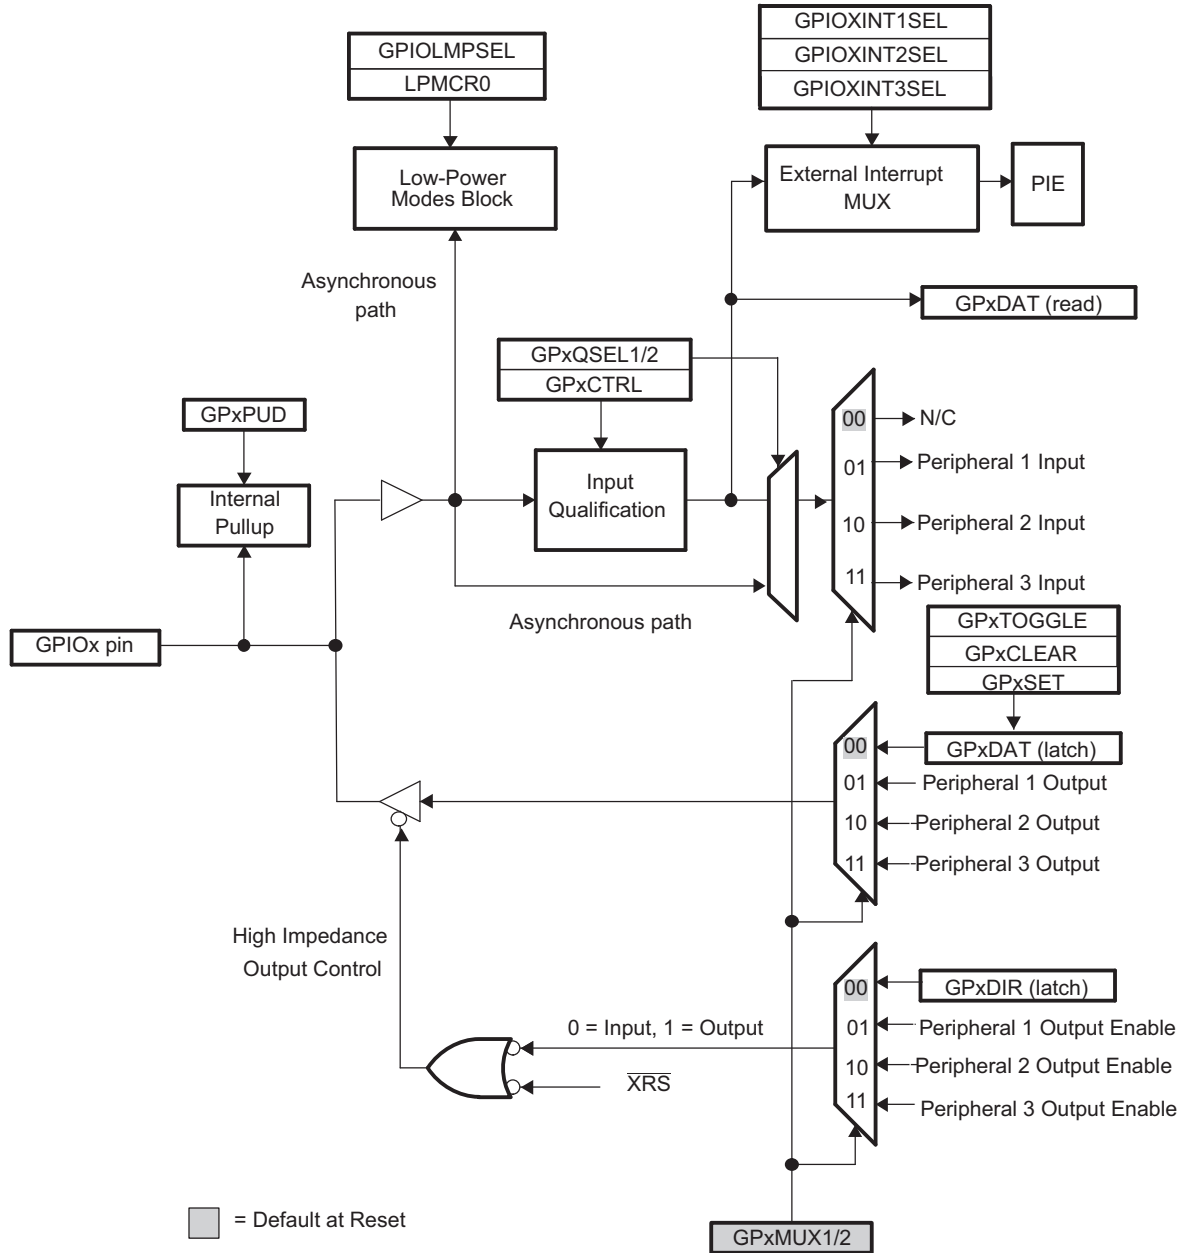 GPIOXINT1SEL
GPIOLMPSEL
GPIOXINT2SEL
LPMCR0
GPIOXINT3SEL
Low-Power
Modes Block
External Interrupt
MUX
PIE
Asynchronous
path
GPxDAT (read)
GPxQSEL1/2
GPxCTRL
GPxPUD
00
N/C
01
Peripheral 1 Input
Internal
Pullup
Input
Qualification
10
Peripheral 2 Input
11
Peripheral 3 Input
Asynchronous path
GPIOx pin
GPxTOGGLE
GPxCLEAR
GPxSET
00
GPxDAT (latch)
01
Peripheral 1 Output
10
Peripheral 2 Output
11
Peripheral 3 Output
High Impedance
Output Control
00
GPxDIR (latch)
0 = Input, 1 = Output
01
Peripheral 1 Output Enable
10
Peripheral 2 Output Enable
XRS
11
Peripheral 3 Output Enable
= Default at Reset
GPxMUX1/2